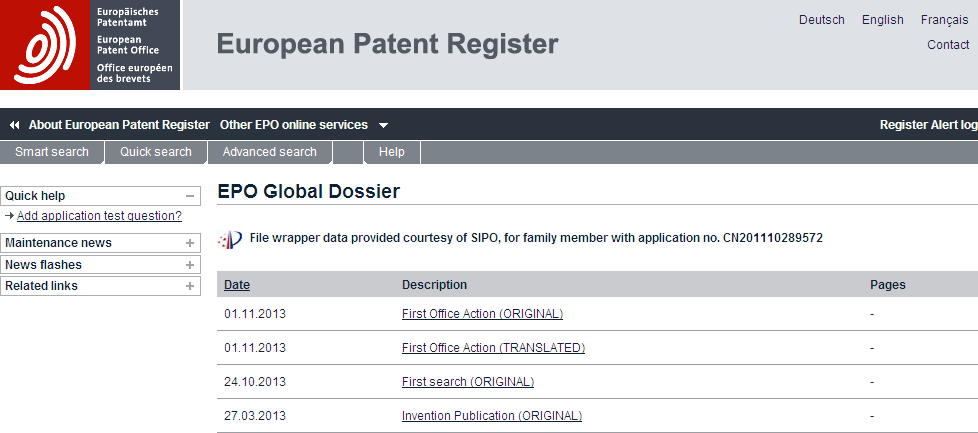 Europäisches
Patentamt
European
Patent Office
Office européen
des brevets
European Patent Register
Deutsch English Français
Contact
About European Patent Register Other EPO online services
Register Alert log
Smart search Quick search Advanced search Help
Quick help
Add application test question?
Maintenance news
News flashes
Related links
EPO Global Dossier
File wrapper data provided courtesy of SIPO, for family member with application no. CN201110289572
Date Description Pages
01.11.2013 First Office Action (ORIGINAL) -
01.11.2013 First Office Action (TRANSLATED) -
24.10.2013 First search (ORIGINAL) -
27.03.2013 Invention Publication (ORIGINAL) -